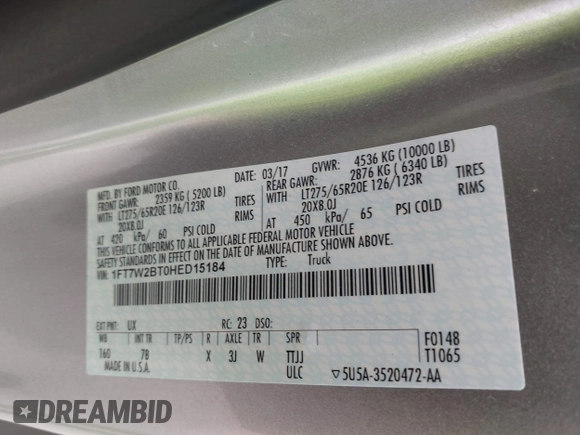 MFD. BY FORD MOTOR CO.
DATE: 03/17 GVWR: 4536 KG (10000 LB)
FRONT GAWR: 2359 KG ( 5200 LB) REAR GAWR: 2876 KG ( 6340 LB)
WITH LT275/65R20E 126/123R TIRES WITH LT275/65R20E 126/123R TIRES
20X8.0J RIMS 20X8.0J RIMS
AT 420 kPa/ 60 PSI COLD AT 450 kPa/ 65 PSI COLD
THIS VEHICLE CONFORMS TO ALL APPLICABLE FEDERAL MOTOR VEHICLE
SAFETY STANDARDS IN EFFECT ON THE DATE OF MANUFACTURE SHOWN ABOVE.
VIN: 1FT7W2BT0HED15184 TYPE: Truck
EXT PNT: UX RC: 23 DSO:
WB INT TR TP/PS R AXLE TR SPR
160 7B X 3J W TTJJ F0148
MADE IN U.S.A. ULC T1065
▽5U5A-3520472-AA
DREAMBID